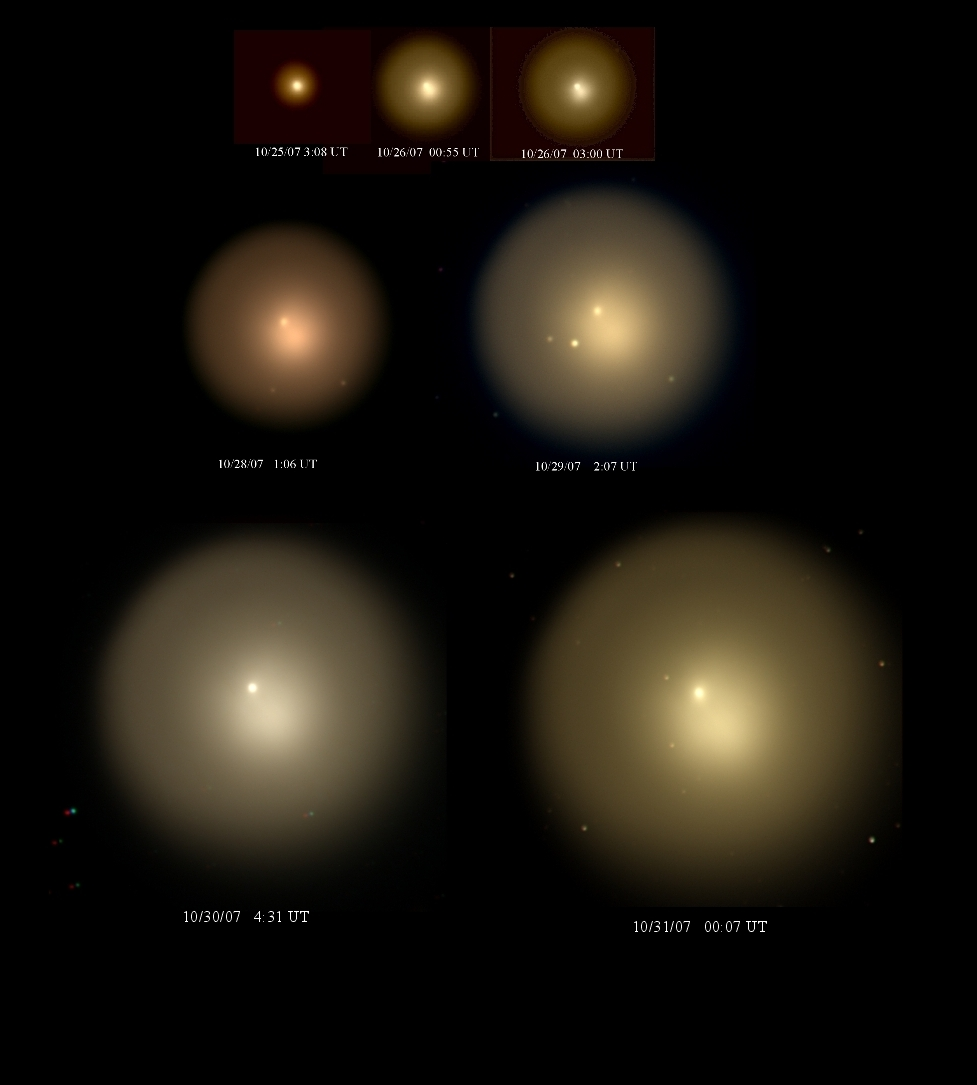 10/25/07 3:08 UT
10/26/07 00:55 UT
10/26/07 03:00 UT
10/28/07 1:06 UT
10/29/07 2:07 UT
10/30/07 4:31 UT
10/31/07 00:07 UT